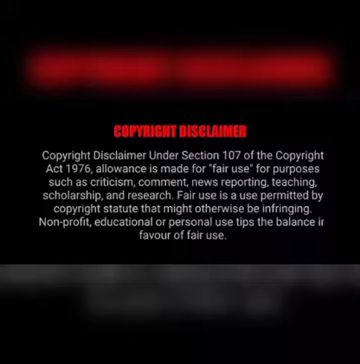 COPYRIGHT DISCLAIMER
Copyright Disclaimer Under Section 107 of the Copyright
Act 1976, allowance is made for "fair use" for purposes
such as criticism, comment, news reporting, teaching,
scholarship, and research. Fair use is a use permitted by
copyright statute that might otherwise be infringing.
Non-profit, educational or personal use tips the balance in
favour of fair use.